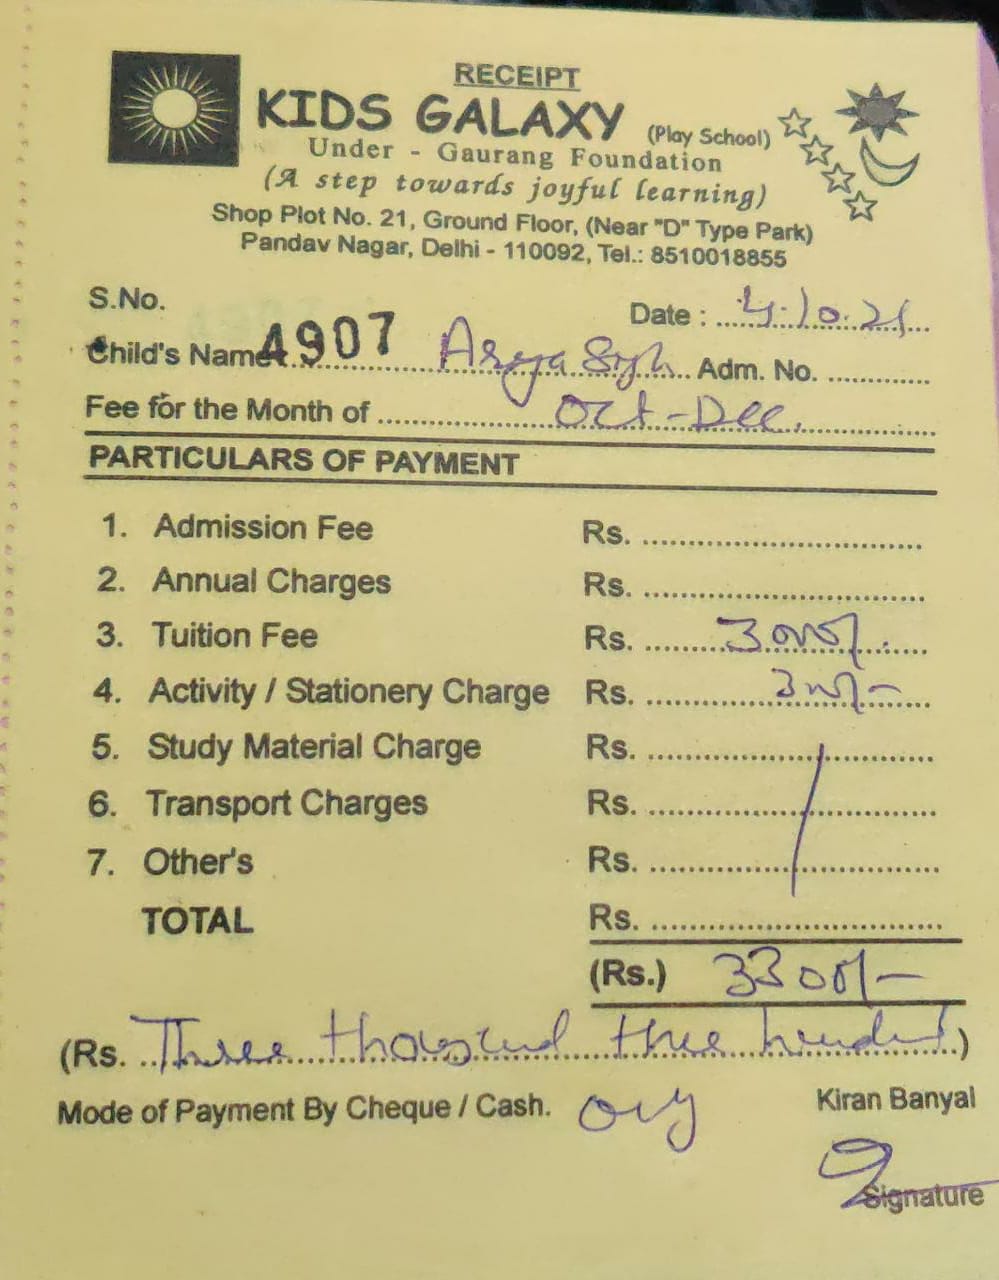 RECEIPT
KIDS GALAXY (Play School)
Under - Gaurang Foundation
(A step towards joyful learning)
Shop Plot No. 21, Ground Floor, (Near "D" Type Park)
Pandav Nagar, Delhi - 110092, Tel.: 8510018855
S.No. 4907 Date : 4.10.21
Child's Name Arya Adm. No.
Fee for the Month of Oct-Dec.
PARTICULARS OF PAYMENT
1. Admission Fee Rs.
2. Annual Charges Rs.
3. Tuition Fee Rs. 3000/-
4. Activity / Stationery Charge Rs. 300/-
5. Study Material Charge Rs.
6. Transport Charges Rs.
7. Other's Rs.
TOTAL Rs.
(Rs.) 3300/-
(Rs. Three thousand three hundred)
Mode of Payment By Cheque / Cash. only Kiran Banyal
Signature